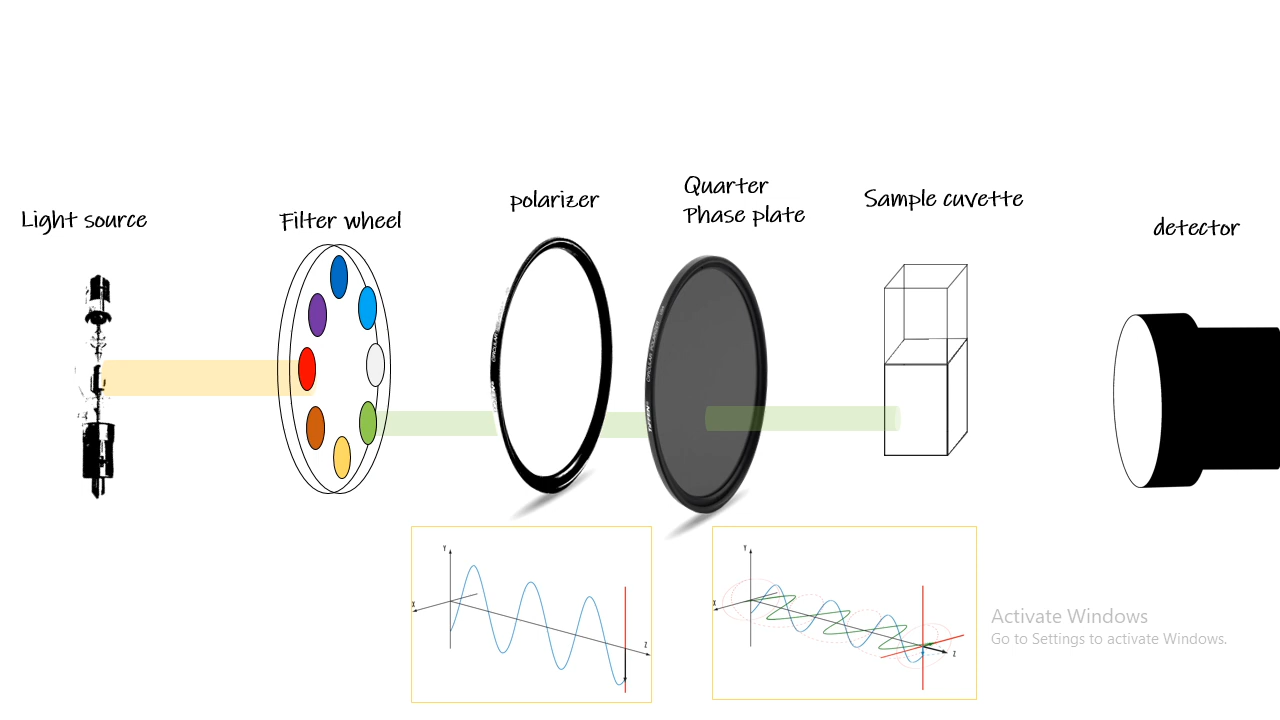 Light source
Filter wheel
polarizer
Quarter
Phase plate
Sample cuvette
detector
Y
X
Z
Y
X
Z
Activate Windows
Go to Settings to activate Windows.